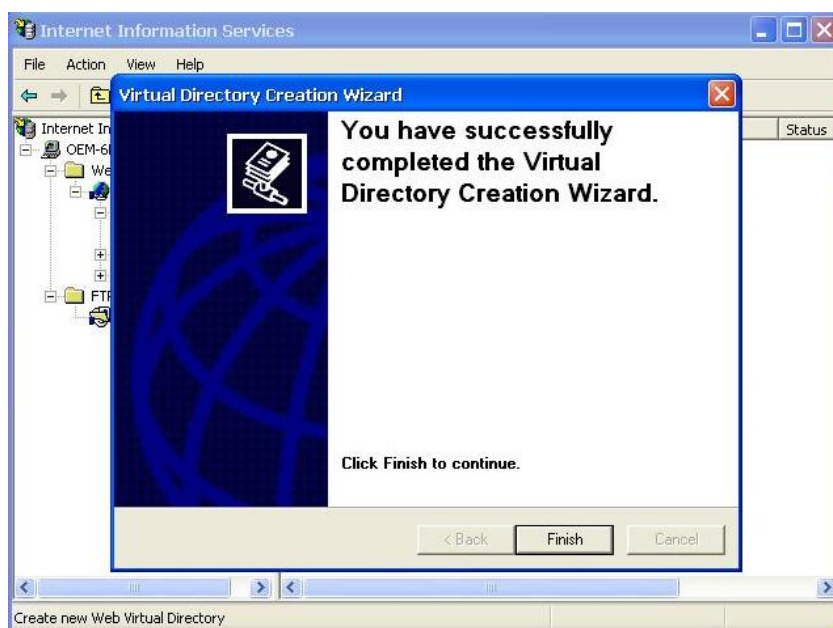 Internet Information Services
File Action View Help
Virtual Directory Creation Wizard
Internet In
Status
OEM-6
We
FTP
You have successfully
completed the Virtual
Directory Creation Wizard.
Click Finish to continue.
< Back Finish Cancel
Create new Web Virtual Directory